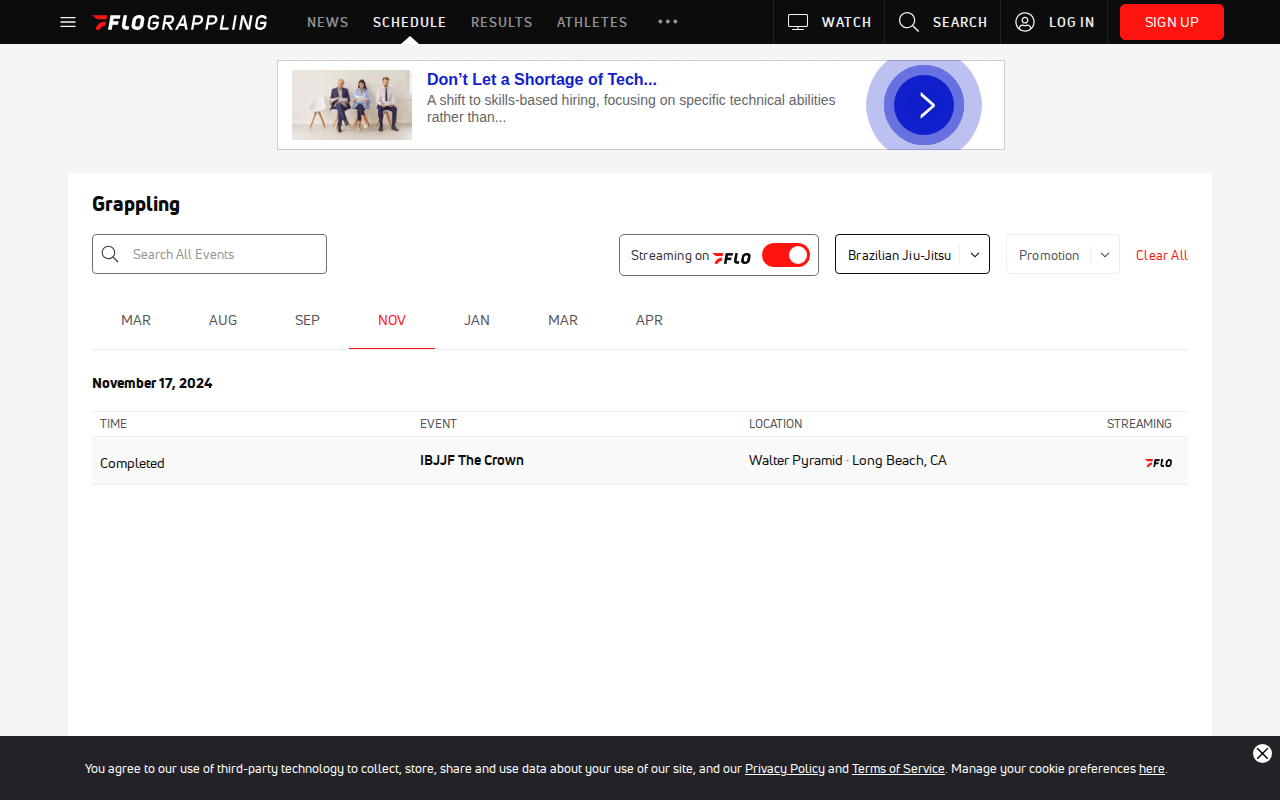 FLOGRAPPLING NEWS SCHEDULE RESULTS ATHLETES WATCH SEARCH LOG IN SIGN UP
Don’t Let a Shortage of Tech...
A shift to skills-based hiring, focusing on specific technical abilities
rather than...
Grappling
Search All Events Streaming on FLO Brazilian Jiu-Jitsu Promotion Clear All
MAR AUG SEP NOV JAN MAR APR
November 17, 2024
TIME EVENT LOCATION STREAMING
Completed IBJJF The Crown Walter Pyramid · Long Beach, CA FLO
You agree to our use of third-party technology to collect, store, share and use data about your use of our site, and our Privacy Policy and Terms of Service. Manage your cookie preferences here.